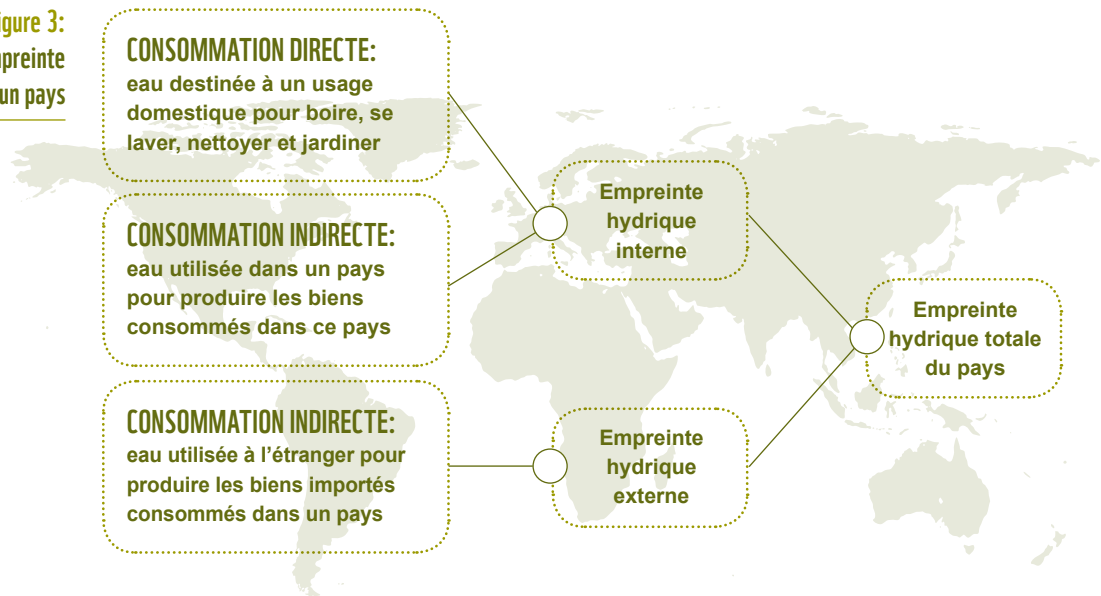 igure 3:
preinte
un pays
CONSOMMATION DIRECTE:
eau destinée à un usage
domestique pour boire, se
laver, nettoyer et jardiner
CONSOMMATION INDIRECTE:
eau utilisée dans un pays
pour produire les biens
consommés dans ce pays
CONSOMMATION INDIRECTE:
eau utilisée à l’étranger pour
produire les biens importés
consommés dans un pays
Empreinte
hydrique
interne
Empreinte
hydrique
externe
Empreinte
hydrique totale
du pays